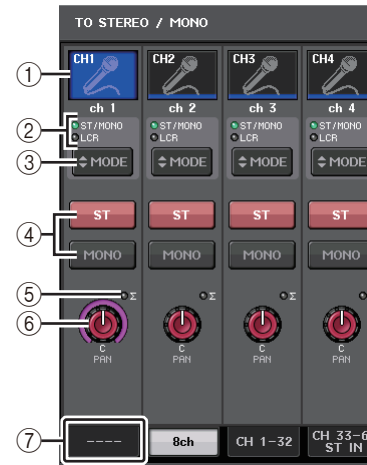 TO STEREO / MONO
CH1 CH2 CH3 CH4
① ch 1 ch 2 ch 3 ch 4
② ST/MONO ST/MONO ST/MONO ST/MONO
LCR LCR LCR LCR
③ MODE MODE MODE MODE
ST ST ST ST
④ MONO MONO MONO MONO
⑤ Σ Σ Σ Σ
⑥ C C C C
PAN PAN PAN PAN
⑦ ---- 8ch CH 1-32 CH 33-6
ST IN